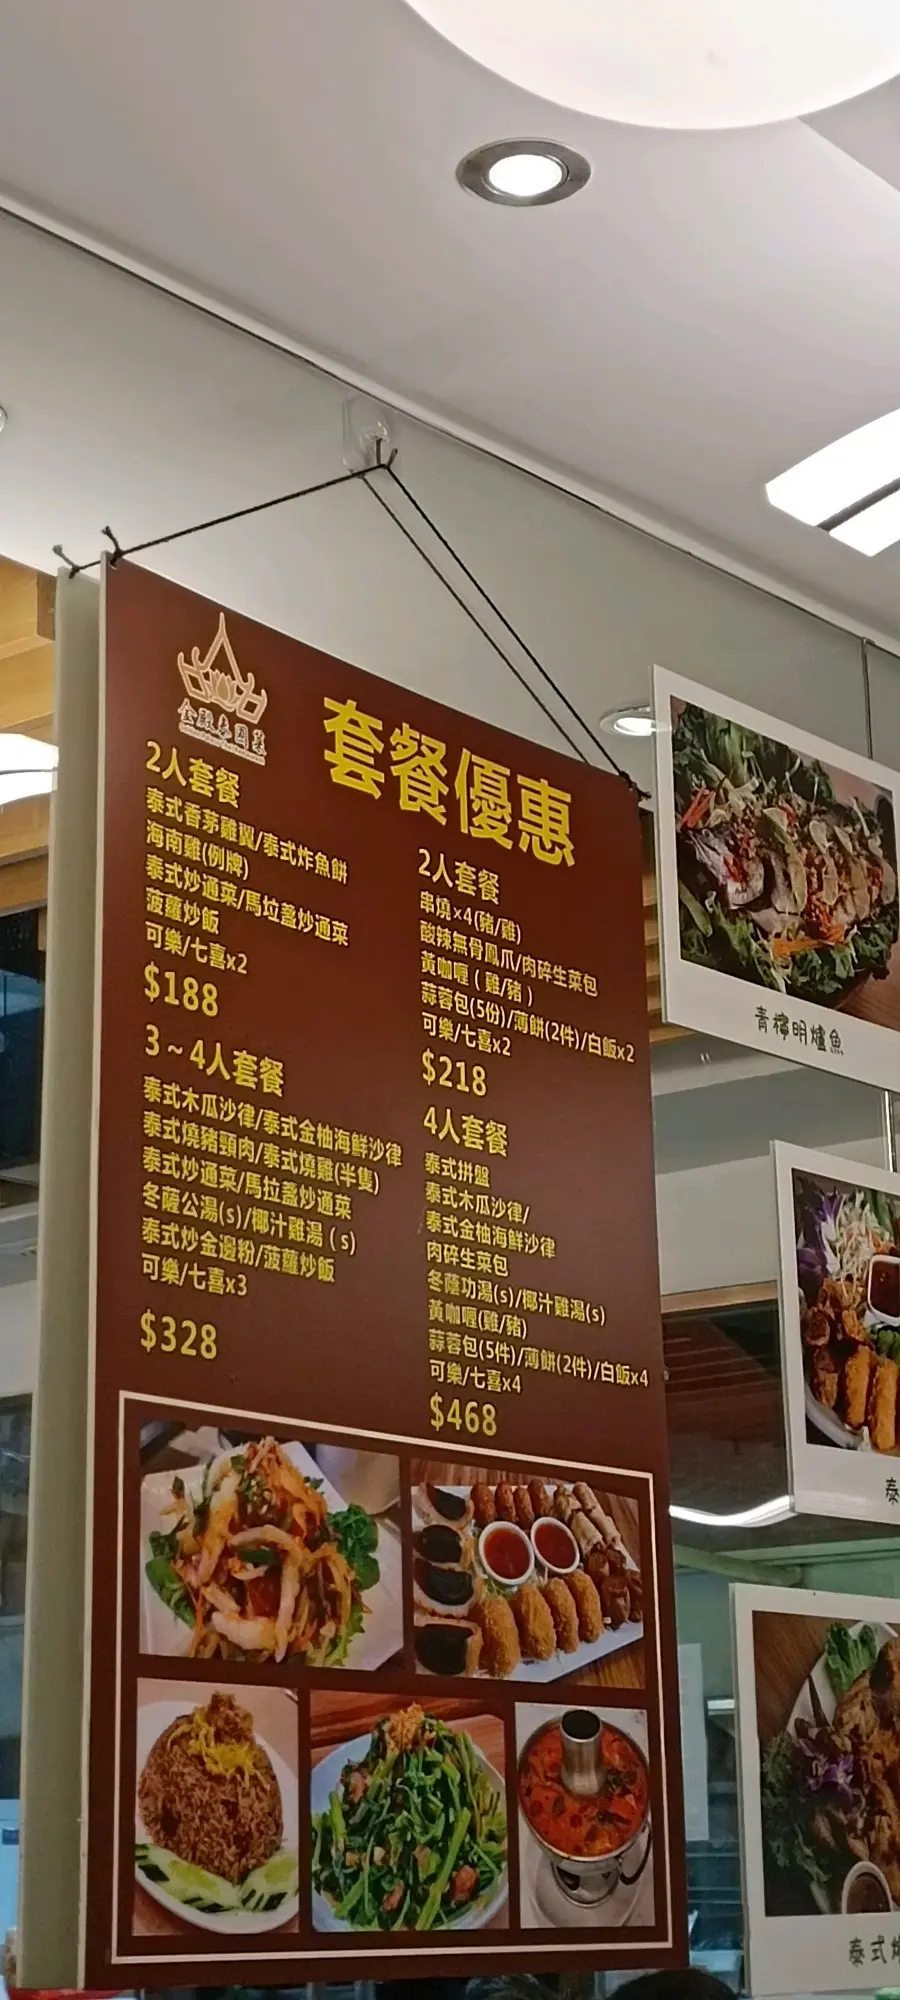 金殿泰國菜
套餐優惠
2人套餐
泰式香茅雞翼/泰式炸魚餅
海南雞(例牌)
泰式炒通菜/馬拉盞炒通菜
菠蘿炒飯
可樂/七喜x2
$188
3~4人套餐
泰式木瓜沙律/泰式金柚海鮮沙律
泰式燒豬頸肉/泰式燒雞(半隻)
泰式炒通菜/馬拉盞炒通菜
冬薩公湯(s)/椰汁雞湯(s)
泰式炒金邊粉/菠蘿炒飯
可樂/七喜x3
$328
2人套餐
串燒×4(豬/雞)
酸辣無骨鳳爪/肉碎生菜包
黃咖喱(雞/豬)
蒜蓉包(5份)/薄餅(2件)/白飯x2
可樂/七喜x2
$218
4人套餐
泰式拼盤
泰式木瓜沙律/
泰式金柚海鮮沙律
肉碎生菜包
冬蔭功湯(s)/椰汁雞湯(s)
黃咖喱(雞/豬)
蒜蓉包(5件)/薄餅(2件)/白飯x4
可樂/七喜x4
$468
青檸明爐魚
泰
泰式